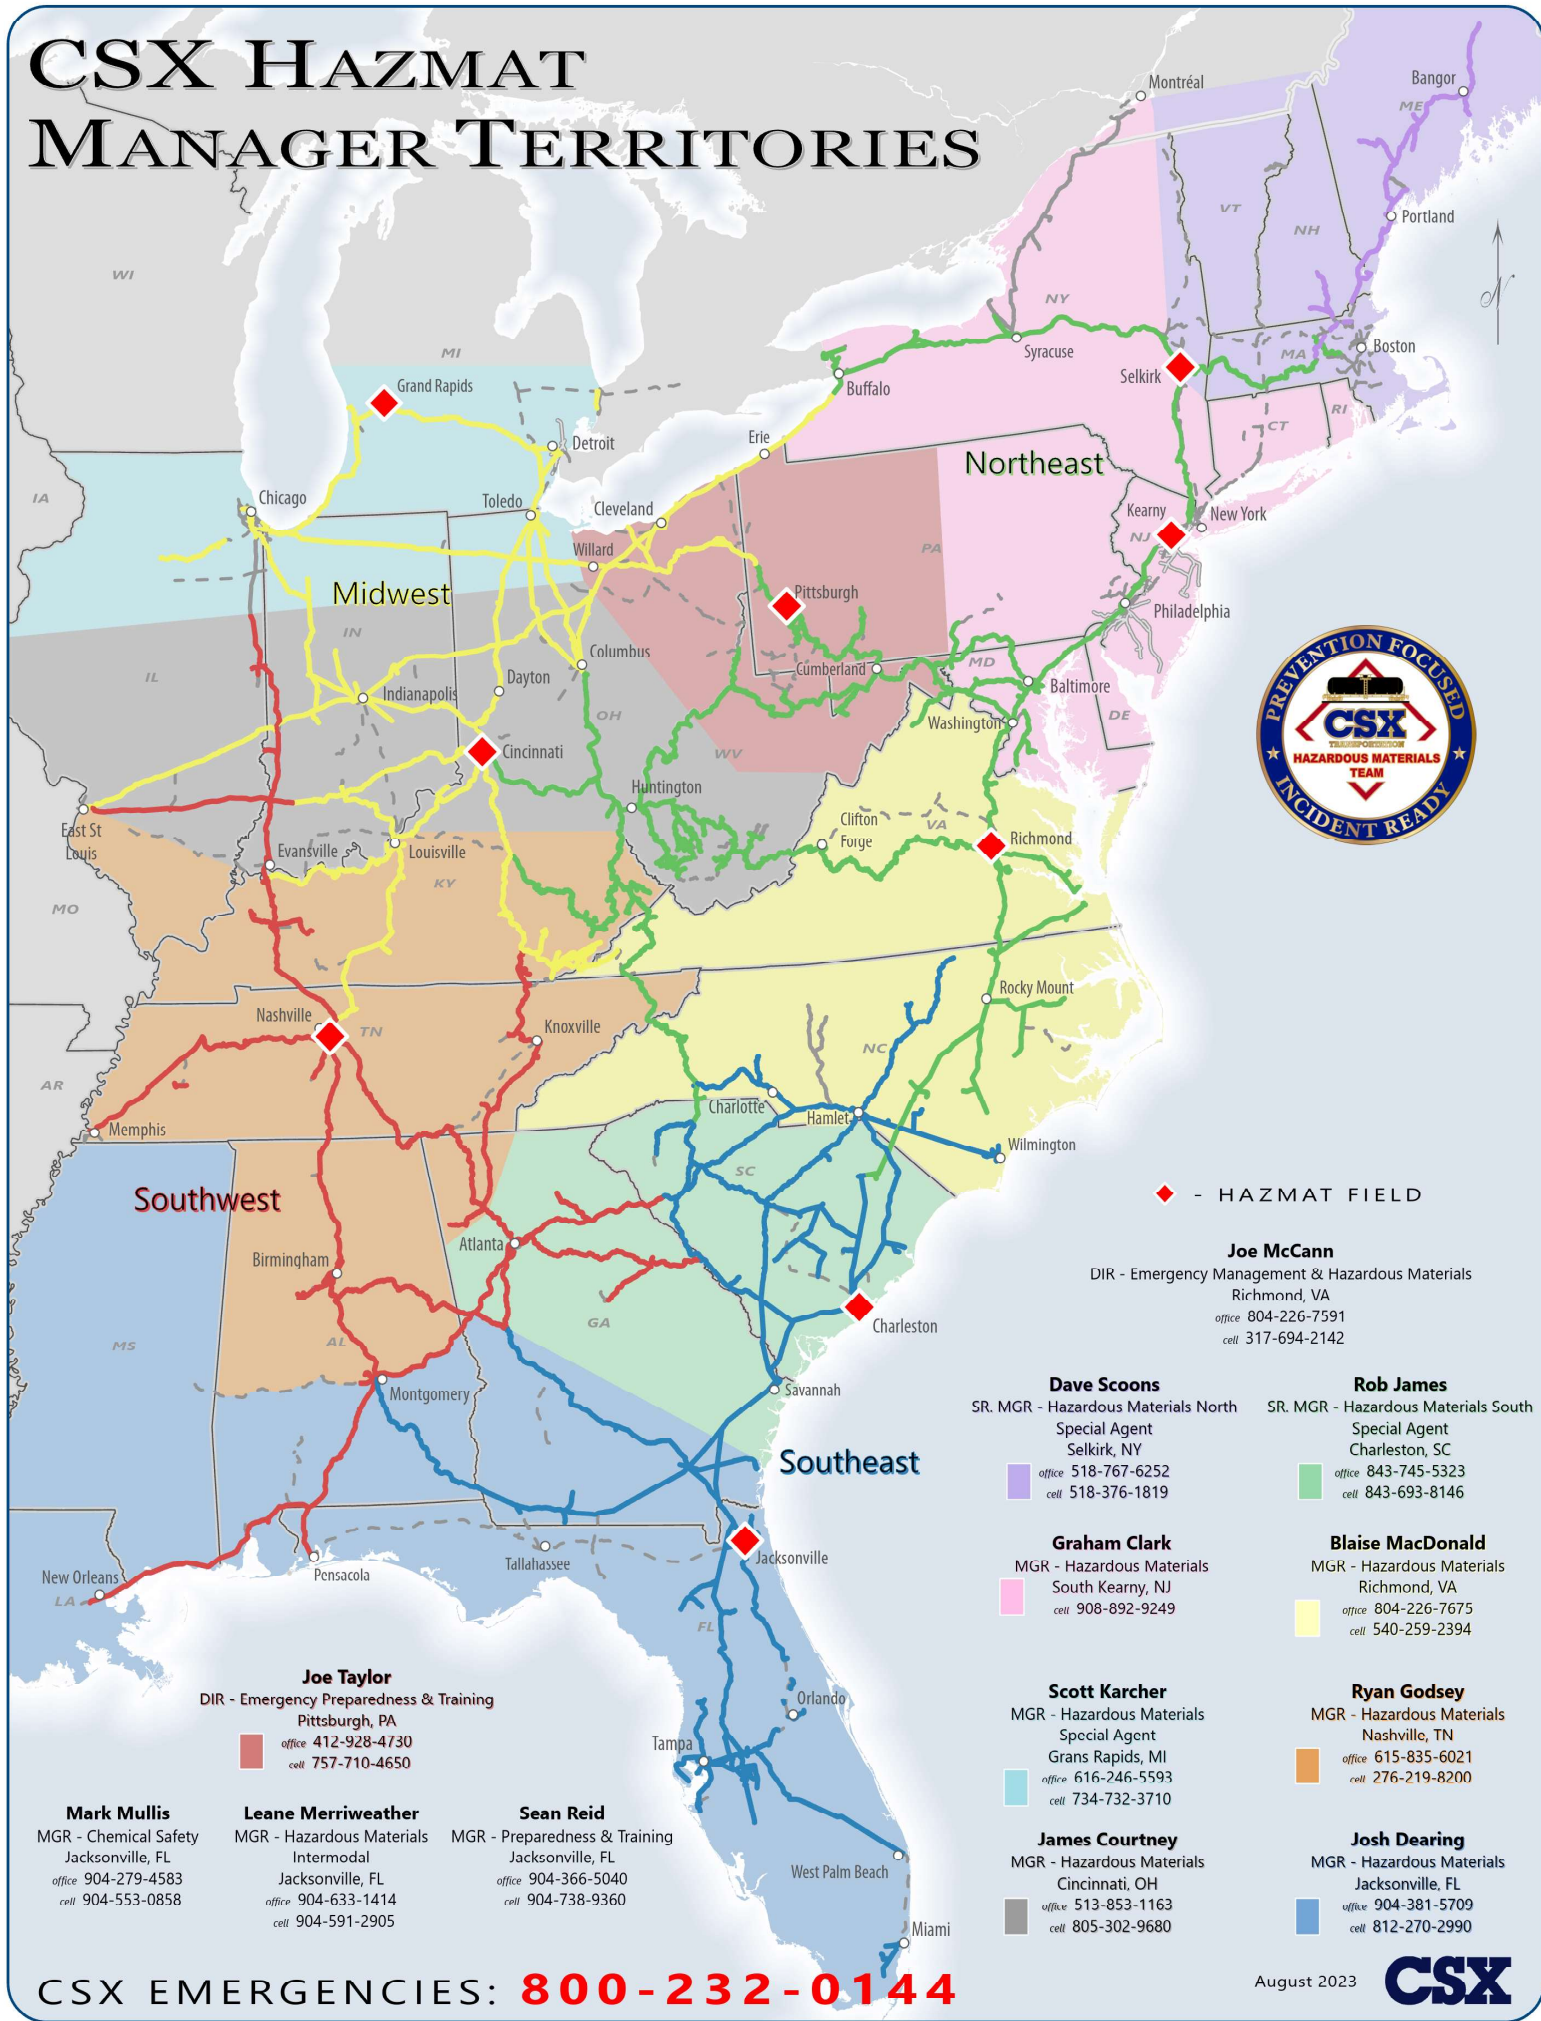 CSX HAZMAT
MANAGER TERRITORIES
Montréal
Bangor
ME
Portland
VT
NH
WI
NY
MI
Syracuse
Boston
MA
Selkirk
Grand Rapids
Buffalo
RI
CT
Detroit
Erie
Northeast
IA
Chicago
Toledo
Cleveland
Kearny
New York
NJ
Willard
PA
Midwest
Pittsburgh
Philadelphia
IN
Columbus
Cumberland
MD
IL
Dayton
Indianapolis
Baltimore
OH
Washington
DE
WV
Cincinnati
Huntington
Clifton
Forge
VA
Richmond
East St
Louis
Evansville
Louisville
KY
MO
PREVENTION FOCUSED
CSX
TRANSPORTATION
HAZARDOUS MATERIALS
TEAM
INCIDENT READY
Rocky Mount
Nashville
TN
Knoxville
NC
AR
Charlotte
Hamlet
Memphis
Wilmington
SC
Southwest
Atlanta
Birmingham
GA
Charleston
MS
AL
Montgomery
Savannah
Southeast
Jacksonville
Tallahassee
Pensacola
New Orleans
LA
FL
Orlando
Tampa
West Palm Beach
Miami
- HAZMAT FIELD
Joe McCann
DIR - Emergency Management & Hazardous Materials
Richmond, VA
office 804-226-7591
cell 317-694-2142
Dave Scoons
SR. MGR - Hazardous Materials North
Special Agent
Selkirk, NY
office 518-767-6252
cell 518-376-1819
Rob James
SR. MGR - Hazardous Materials South
Special Agent
Charleston, SC
office 843-745-5323
cell 843-693-8146
Graham Clark
MGR - Hazardous Materials
South Kearny, NJ
cell 908-892-9249
Blaise MacDonald
MGR - Hazardous Materials
Richmond, VA
office 804-226-7675
cell 540-259-2394
Scott Karcher
MGR - Hazardous Materials
Special Agent
Grans Rapids, MI
office 616-246-5593
cell 734-732-3710
Ryan Godsey
MGR - Hazardous Materials
Nashville, TN
office 615-835-6021
cell 276-219-8200
James Courtney
MGR - Hazardous Materials
Cincinnati, OH
office 513-853-1163
cell 805-302-9680
Josh Dearing
MGR - Hazardous Materials
Jacksonville, FL
office 904-381-5709
cell 812-270-2990
Joe Taylor
DIR - Emergency Preparedness & Training
Pittsburgh, PA
office 412-928-4730
cell 757-710-4650
Mark Mullis
MGR - Chemical Safety
Jacksonville, FL
office 904-279-4583
cell 904-553-0858
Leane Merriweather
MGR - Hazardous Materials
Intermodal
Jacksonville, FL
office 904-633-1414
cell 904-591-2905
Sean Reid
MGR - Preparedness & Training
Jacksonville, FL
office 904-366-5040
cell 904-738-9360
CSX EMERGENCIES: 800-232-0144
August 2023
CSX